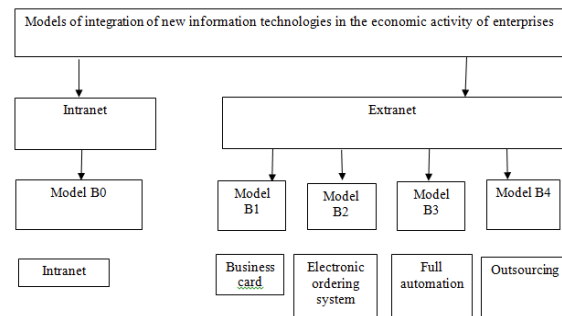 Models of integration of new information technologies in the economic activity of enterprises
Intranet
Extranet
Model B0
Model
B1
Model
B2
Model
B3
Model B4
Intranet
Business
card
Electronic
ordering
system
Full
automation
Outsourcing